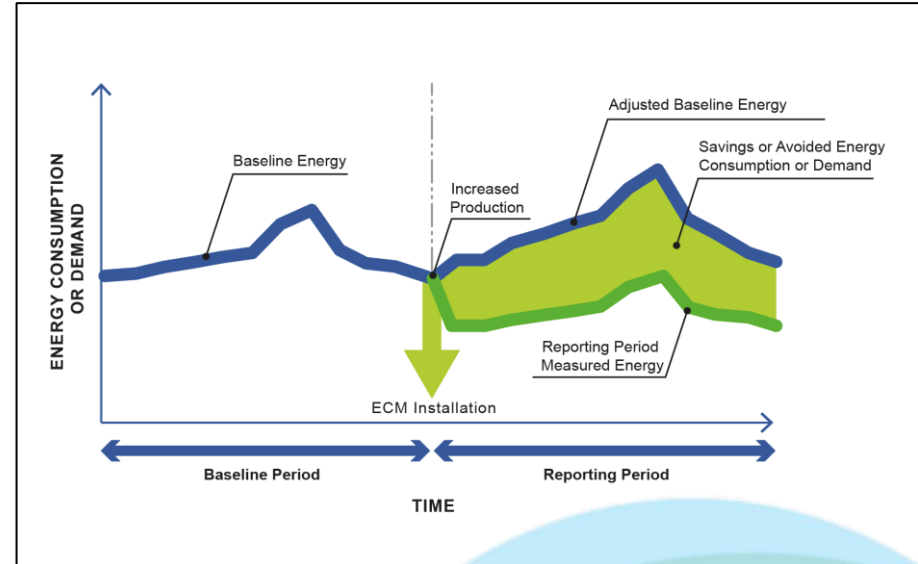 Adjusted Baseline Energy
Savings or Avoided Energy
Consumption or Demand
Baseline Energy
Increased
Production
ENERGY CONSUMPTION
OR DEMAND
Reporting Period
Measured Energy
ECM Installation
Baseline Period
Reporting Period
TIME